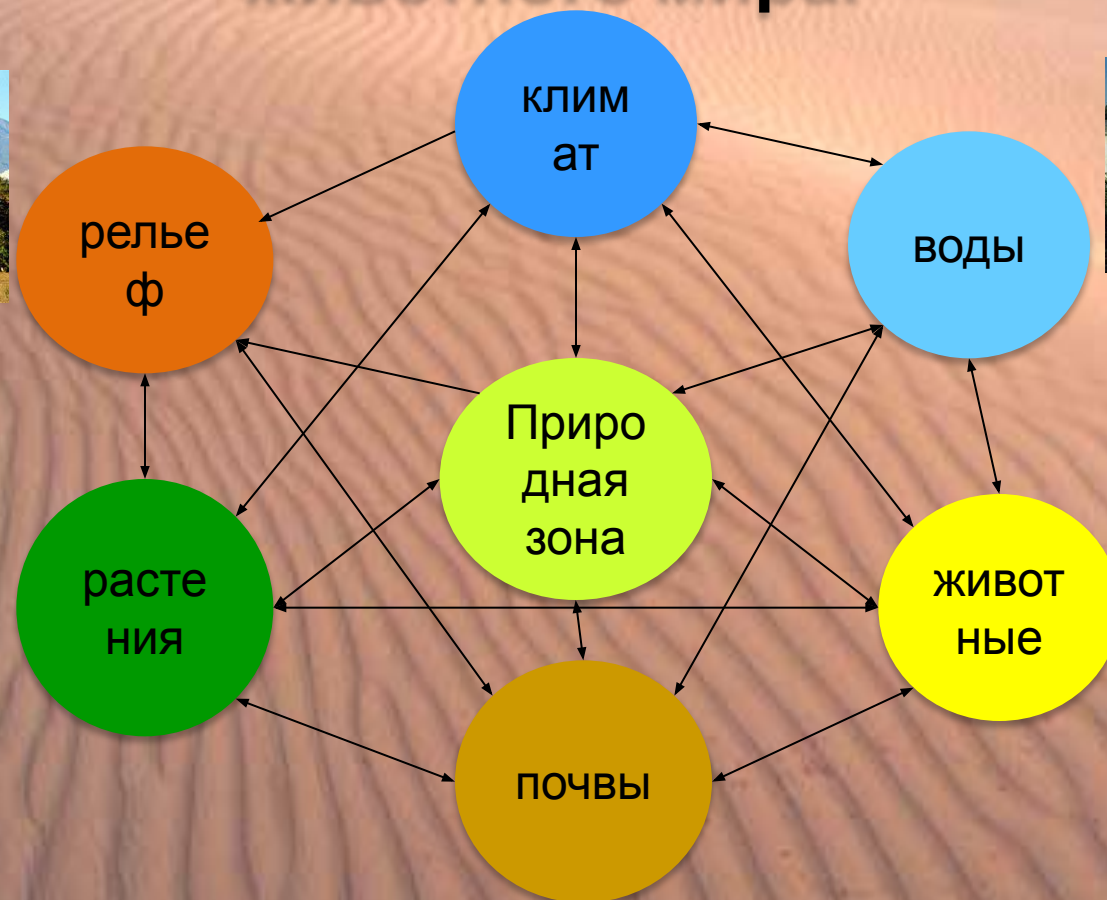 клим
ат
релье
ф
воды
Приро
дная
зона
расте
ния
живот
ные
почвы